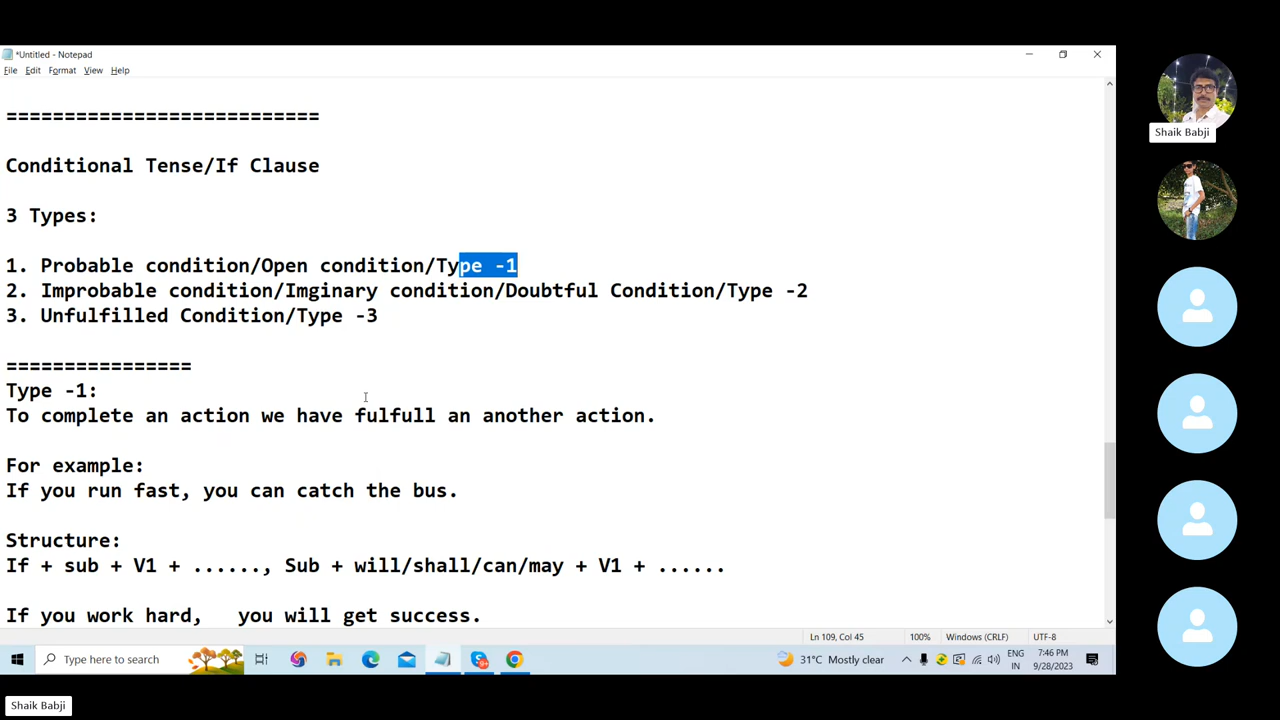 *Untitled - Notepad
File Edit Format View Help
===========================
Conditional Tense/If Clause
3 Types:
1. Probable condition/Open condition/Type -1
2. Improbable condition/Imginary condition/Doubtful Condition/Type -2
3. Unfulfilled Condition/Type -3
================
Type -1:
To complete an action we have fulfull an another action.
For example:
If you run fast, you can catch the bus.
Structure:
If + sub + V1 + ......, Sub + will/shall/can/may + V1 + ......
If you work hard,   you will get success.
Ln 109, Col 45
100%
Windows (CRLF)
UTF-8
Type here to search
31°C Mostly clear
ENG
IN
7:46 PM
9/28/2023
Shaik Babji
Shaik Babji